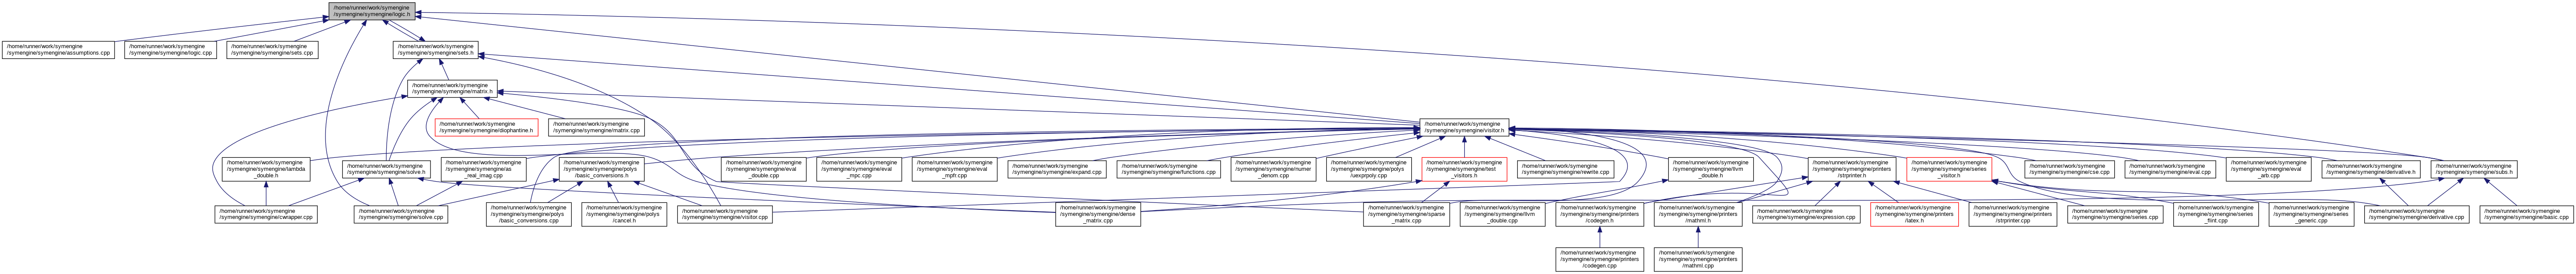 /home/runner/work/symengine
/symengine/symengine/logic.h
/home/runner/work/symengine
/symengine/symengine/assumptions.cpp
/home/runner/work/symengine
/symengine/symengine/logic.cpp
/home/runner/work/symengine
/symengine/symengine/sets.cpp
/home/runner/work/symengine
/symengine/symengine/sets.h
/home/runner/work/symengine
/symengine/symengine/matrix.h
/home/runner/work/symengine
/symengine/symengine/diophantine.h
/home/runner/work/symengine
/symengine/symengine/matrix.cpp
/home/runner/work/symengine
/symengine/symengine/visitor.h
/home/runner/work/symengine
/symengine/symengine/lambda
_double.h
/home/runner/work/symengine
/symengine/symengine/solve.h
/home/runner/work/symengine
/symengine/symengine/as
_real_imag.cpp
/home/runner/work/symengine
/symengine/symengine/polys
/basic_conversions.h
/home/runner/work/symengine
/symengine/symengine/eval
_double.cpp
/home/runner/work/symengine
/symengine/symengine/eval
_mpc.cpp
/home/runner/work/symengine
/symengine/symengine/eval
_mpfr.cpp
/home/runner/work/symengine
/symengine/symengine/expand.cpp
/home/runner/work/symengine
/symengine/symengine/functions.cpp
/home/runner/work/symengine
/symengine/symengine/numer
_denom.cpp
/home/runner/work/symengine
/symengine/symengine/polys
/uexprpoly.cpp
/home/runner/work/symengine
/symengine/symengine/test
_visitors.h
/home/runner/work/symengine
/symengine/symengine/rewrite.cpp
/home/runner/work/symengine
/symengine/symengine/llvm
_double.h
/home/runner/work/symengine
/symengine/symengine/printers
/strprinter.h
/home/runner/work/symengine
/symengine/symengine/series
_visitor.h
/home/runner/work/symengine
/symengine/symengine/cse.cpp
/home/runner/work/symengine
/symengine/symengine/eval.cpp
/home/runner/work/symengine
/symengine/symengine/eval
_arb.cpp
/home/runner/work/symengine
/symengine/symengine/derivative.h
/home/runner/work/symengine
/symengine/symengine/subs.h
/home/runner/work/symengine
/symengine/symengine/cwrapper.cpp
/home/runner/work/symengine
/symengine/symengine/solve.cpp
/home/runner/work/symengine
/symengine/symengine/polys
/basic_conversions.cpp
/home/runner/work/symengine
/symengine/symengine/polys
/cancel.h
/home/runner/work/symengine
/symengine/symengine/visitor.cpp
/home/runner/work/symengine
/symengine/symengine/dense
_matrix.cpp
/home/runner/work/symengine
/symengine/symengine/sparse
_matrix.cpp
/home/runner/work/symengine
/symengine/symengine/llvm
_double.cpp
/home/runner/work/symengine
/symengine/symengine/printers
/codegen.h
/home/runner/work/symengine
/symengine/symengine/printers
/mathml.h
/home/runner/work/symengine
/symengine/symengine/expression.cpp
/home/runner/work/symengine
/symengine/symengine/printers
/latex.h
/home/runner/work/symengine
/symengine/symengine/printers
/strprinter.cpp
/home/runner/work/symengine
/symengine/symengine/series.cpp
/home/runner/work/symengine
/symengine/symengine/series
_flint.cpp
/home/runner/work/symengine
/symengine/symengine/series
_generic.cpp
/home/runner/work/symengine
/symengine/symengine/derivative.cpp
/home/runner/work/symengine
/symengine/symengine/basic.cpp
/home/runner/work/symengine
/symengine/symengine/printers
/codegen.cpp
/home/runner/work/symengine
/symengine/symengine/printers
/mathml.cpp